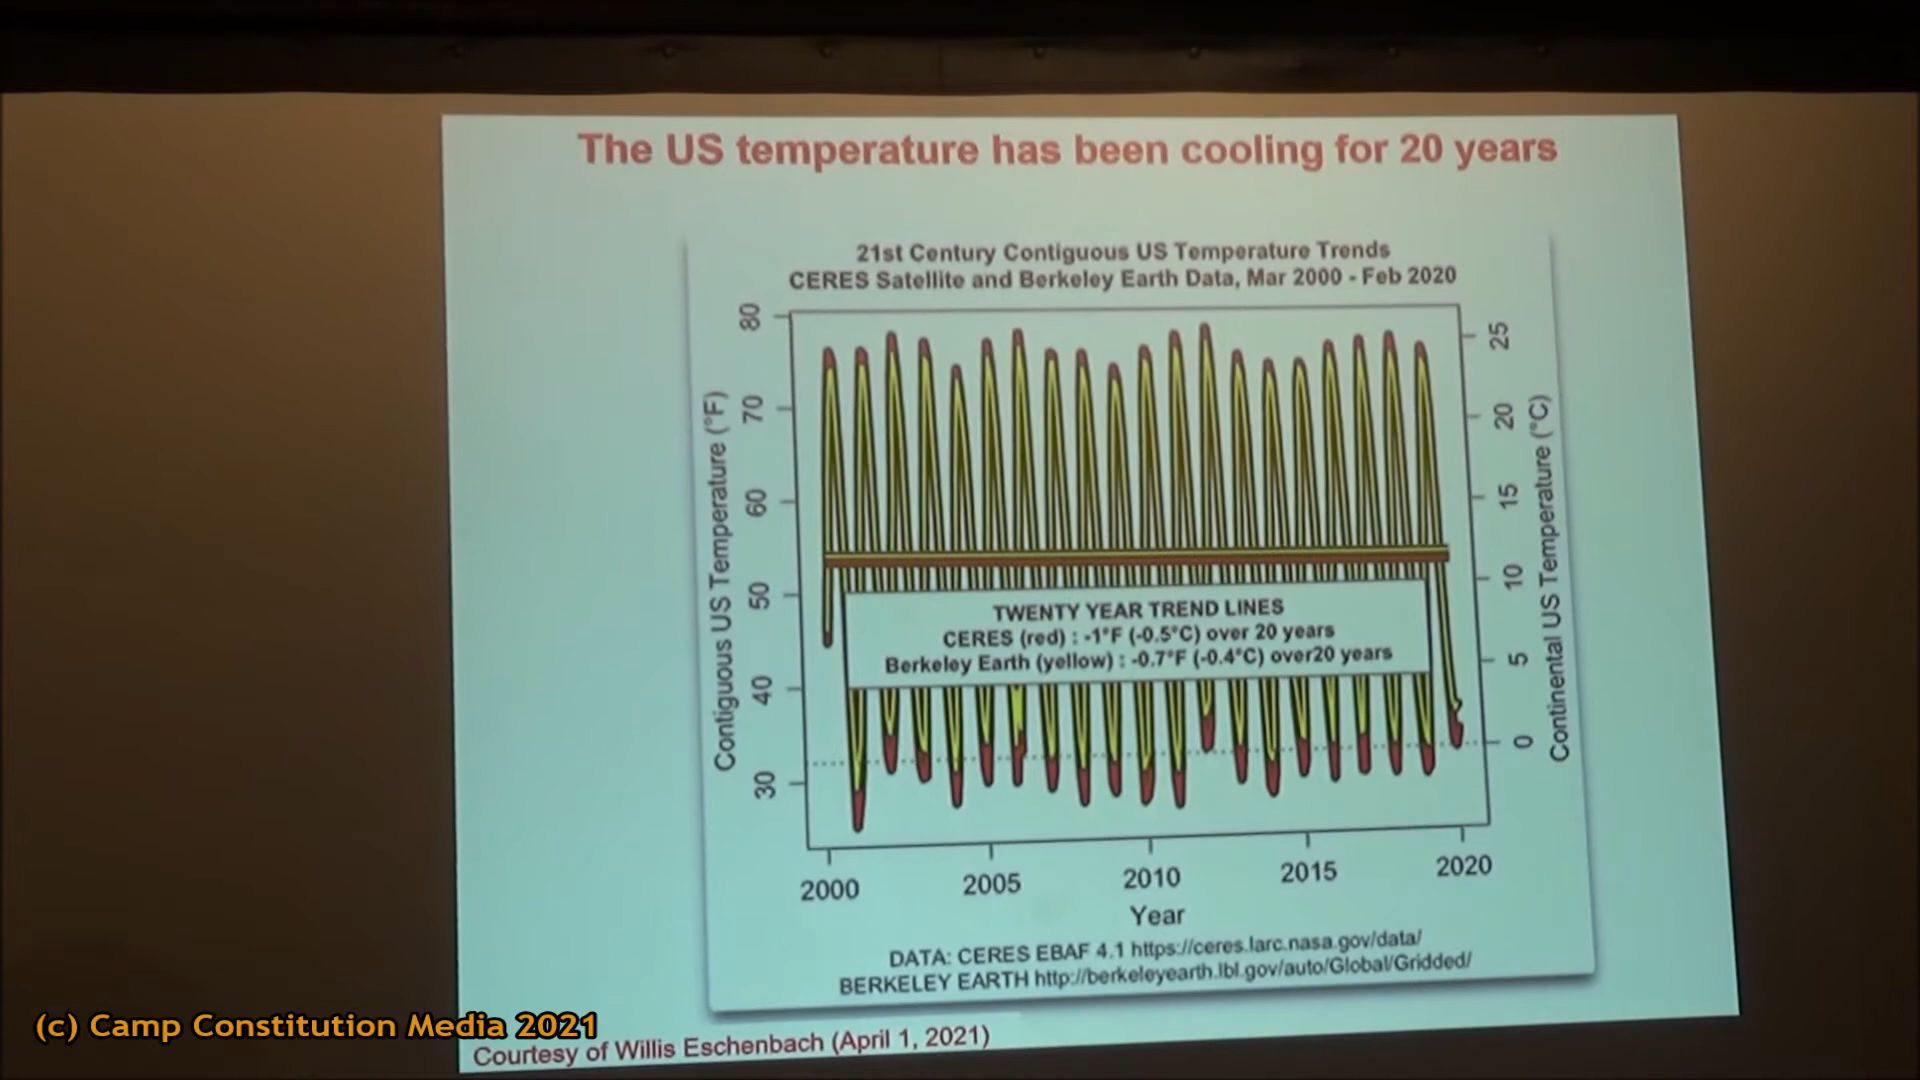 The US temperature has been cooling for 20 years
21st Century Contiguous US Temperature Trends
CERES Satellite and Berkeley Earth Data, Mar 2000 - Feb 2020
80
70
60
50
40
30
Contiguous US Temperature (°F)
25
20
15
10
5
0
Continental US Temperature (°C)
TWENTY YEAR TREND LINES
CERES (red) : -1°F (-0.5°C) over 20 years
Berkeley Earth (yellow) : -0.7°F (-0.4°C) over20 years
2000 2005 2010 2015 2020
Year
DATA: CERES EBAF 4.1 https://ceres.larc.nasa.gov/data/
BERKELEY EARTH http://berkeleyearth.lbl.gov/auto/Global/Gridded/
(c) Camp Constitution Media 2021
Courtesy of Willis Eschenbach (April 1, 2021)